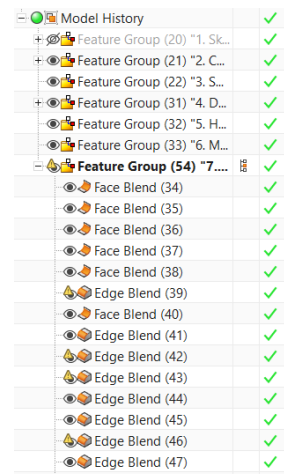 Model History
Feature Group (20) "1. Sk...
Feature Group (21) "2. C...
Feature Group (22) "3. S...
Feature Group (31) "4. D...
Feature Group (32) "5. H...
Feature Group (33) "6. M...
Feature Group (54) "7....
Face Blend (34)
Face Blend (35)
Face Blend (36)
Face Blend (37)
Face Blend (38)
Edge Blend (39)
Face Blend (40)
Edge Blend (41)
Edge Blend (42)
Edge Blend (43)
Edge Blend (44)
Edge Blend (45)
Edge Blend (46)
Edge Blend (47)